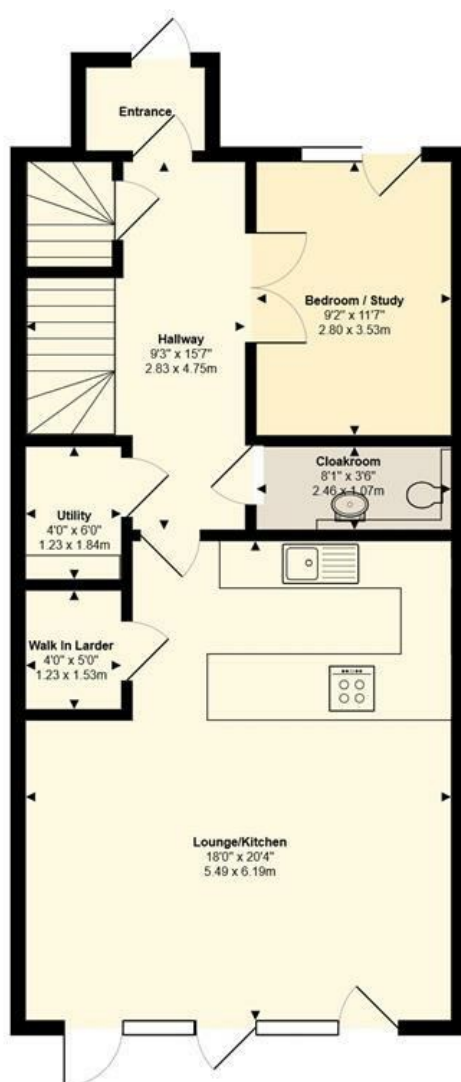 Entrance
Bedroom / Study
9'2" x 11'7"
2.80 x 3.53m
Hallway
9'3" x 15'7"
2.83 x 4.75m
Cloakroom
8'1" x 3'6"
2.46 x 1.07m
Utility
4'0" x 6'0"
1.23 x 1.84m
Walk In Larder
4'0" x 5'0"
1.23 x 1.53m
Lounge/Kitchen
18'0" x 20'4"
5.49 x 6.19m